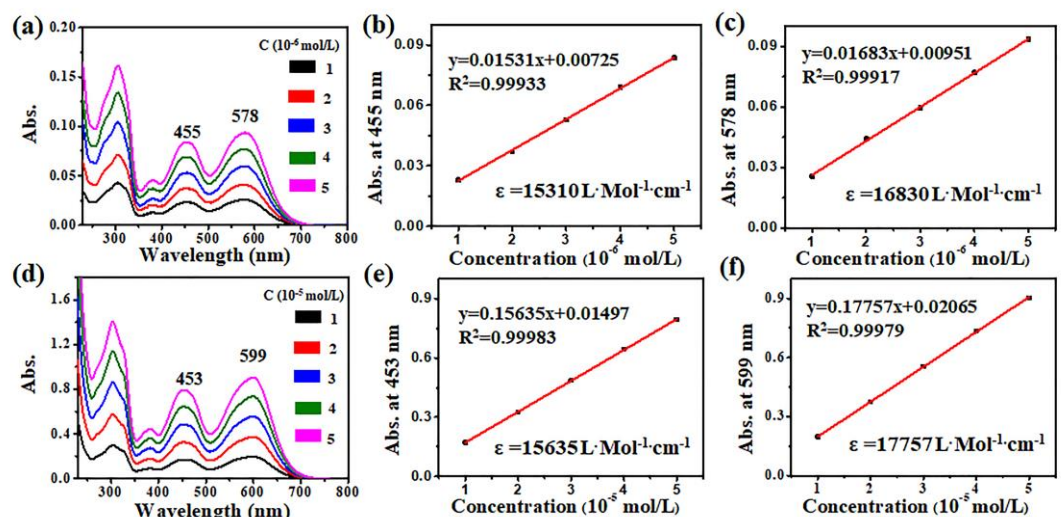 (a)
C (10-6 mol/L)
1
2
3
4
5
455
578
Abs.
0.20
0.15
0.10
0.05
0.00
300 400 500 600 700 800
Wavelength (nm)
(b)
y=0.01531x+0.00725
R²=0.99933
ε =15310 L·Mol-1·cm-1
Abs. at 455 nm
0.09
0.06
0.03
0.00
1 2 3 4 5
Concentration (10-6 mol/L)
(c)
y=0.01683x+0.00951
R²=0.99917
ε =16830 L·Mol-1·cm-1
Abs. at 578 nm
0.09
0.06
0.03
0.00
1 2 3 4 5
Concentration (10-6 mol/L)
(d)
C (10-5 mol/L)
1
2
3
4
5
453
599
Abs.
1.6
1.2
0.8
0.4
0.0
300 400 500 600 700 800
Wavelength (nm)
(e)
y=0.15635x+0.01497
R²=0.99983
ε =15635 L·Mol-1·cm-1
Abs. at 453 nm
0.9
0.6
0.3
0.0
1 2 3 4 5
Concentration (10-5 mol/L)
(f)
y=0.17757x+0.02065
R²=0.99979
ε =17757 L·Mol-1·cm-1
Abs. at 599 nm
0.9
0.6
0.3
0.0
1 2 3 4 5
Concentration (10-5 mol/L)